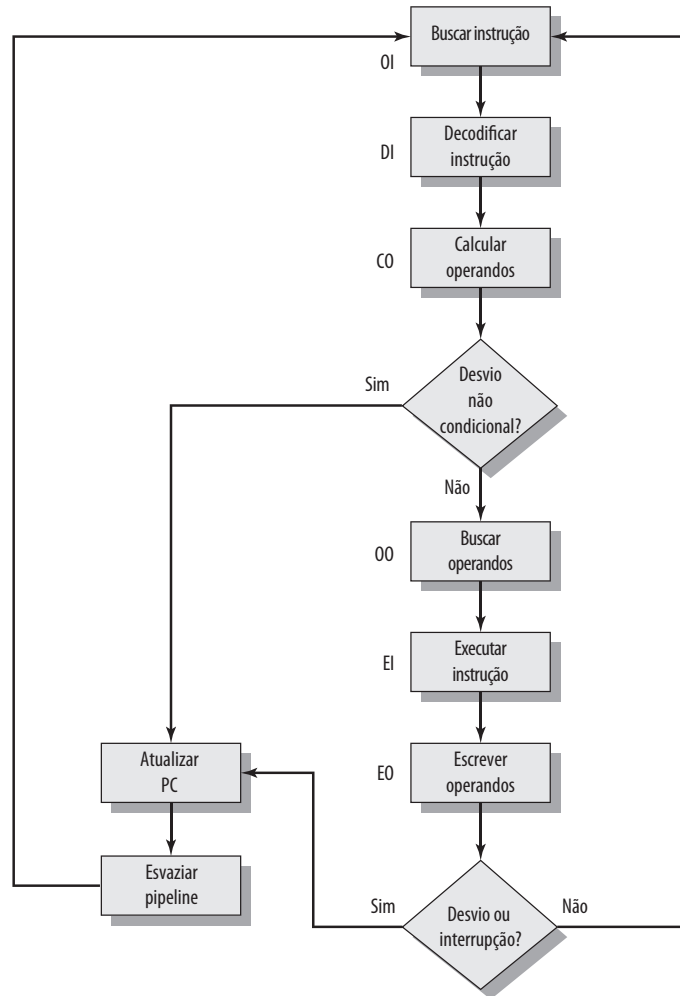 Buscar instrução
OI
Decodificar
instrução
DI
Calcular
operandos
CO
Desvio
não
condicional?
Sim
Não
Buscar
operandos
OO
Executar
instrução
EI
Escrever
operandos
EO
Atualizar
PC
Esvaziar
pipeline
Desvio ou
interrupção?
Sim
Não